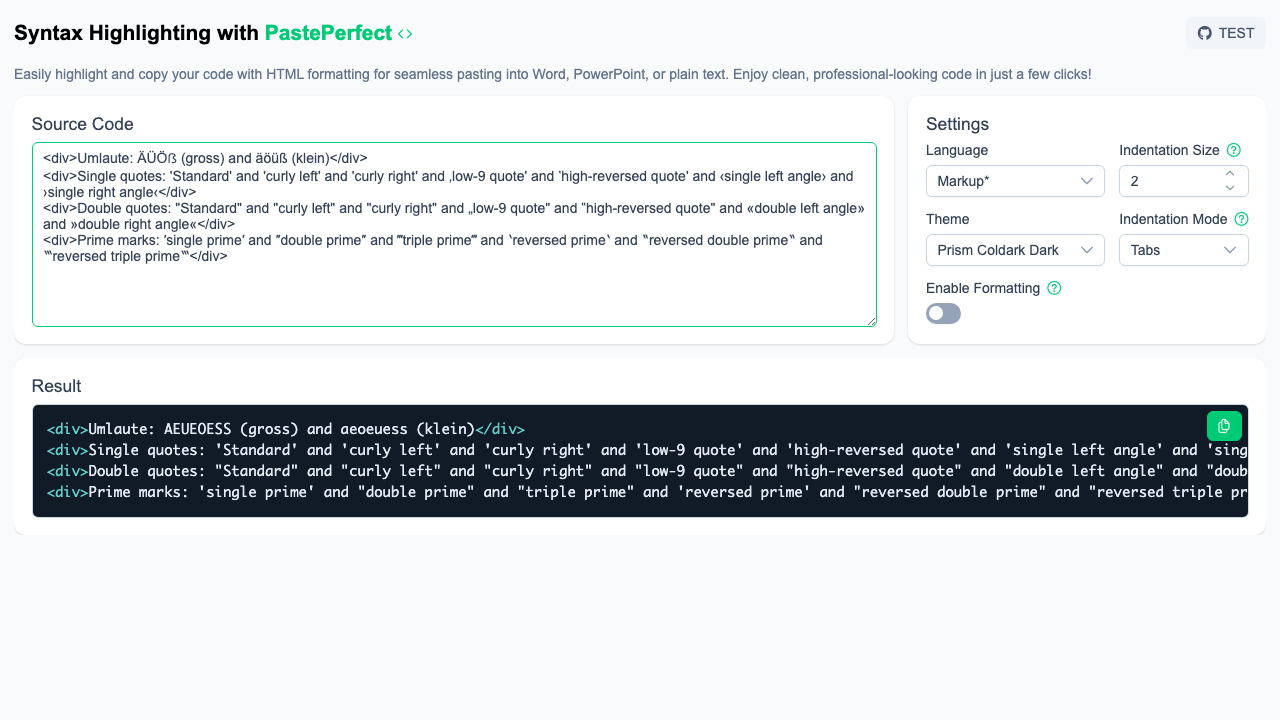 Syntax Highlighting with PastePerfect <>
TEST
Easily highlight and copy your code with HTML formatting for seamless pasting into Word, PowerPoint, or plain text. Enjoy clean, professional-looking code in just a few clicks!
Source Code
<div>Umlaute: ÄÜÖß (gross) and äöüß (klein)</div>
<div>Single quotes: 'Standard' and 'curly left' and 'curly right' and ‚low-9 quote' and ‛high-reversed quote' and ‹single left angle› and
›single right angle‹</div>
<div>Double quotes: "Standard" and "curly left" and "curly right" and „low-9 quote" and ‟high-reversed quote" and «double left angle»
and »double right angle«</div>
<div>Prime marks: ′single prime′ and ″double prime″ and ‴triple prime‴ and ‵reversed prime‵ and ‶reversed double prime‶ and
‷reversed triple prime‷</div>
Settings
Language
Indentation Size
Markup*
2
Theme
Indentation Mode
Prism Coldark Dark
Tabs
Enable Formatting
Result
<div>Umlaute: AEUEOESS (gross) and aeoeuess (klein)</div>
<div>Single quotes: 'Standard' and 'curly left' and 'curly right' and 'low-9 quote' and 'high-reversed quote' and 'single left angle' and 'sing
<div>Double quotes: "Standard" and "curly left" and "curly right" and "low-9 quote" and "high-reversed quote" and "double left angle" and "doub
<div>Prime marks: 'single prime' and "double prime" and "triple prime" and 'reversed prime' and "reversed double prime" and "reversed triple pr